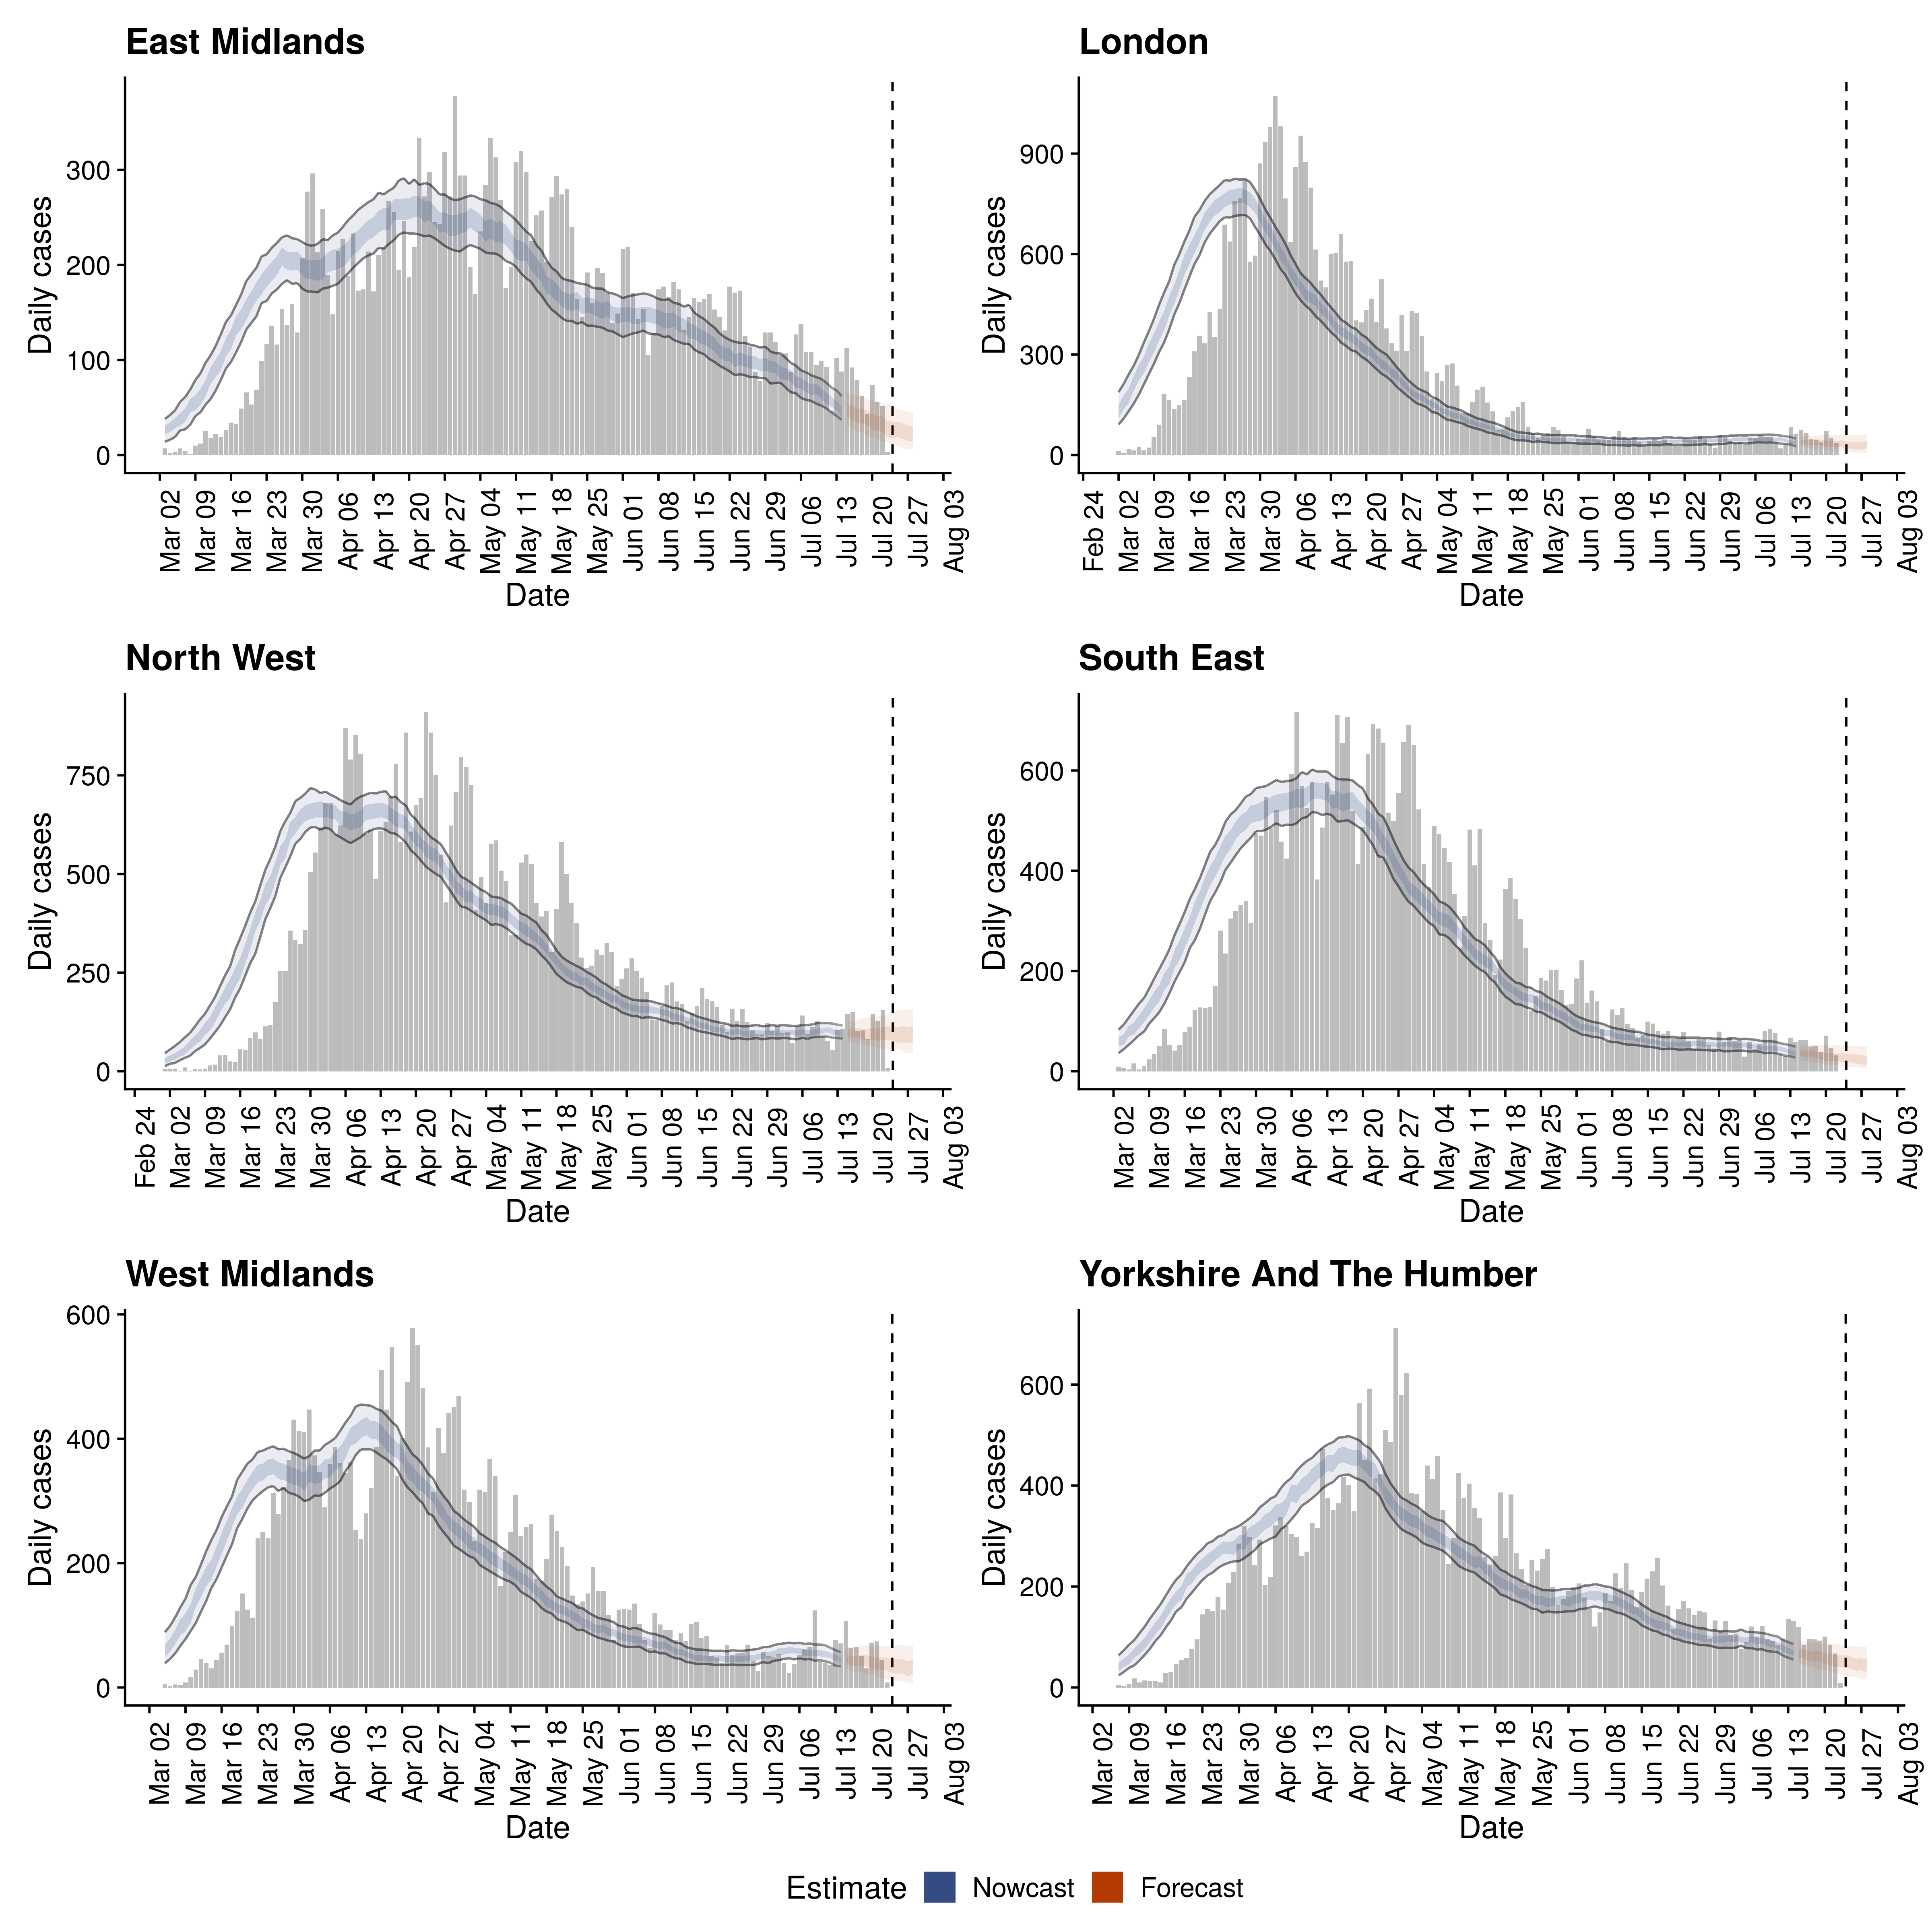 East Midlands
Daily cases
300
200
100
0
Mar 02
Mar 09
Mar 16
Mar 23
Mar 30
Apr 06
Apr 13
Apr 20
Apr 27
May 04
May 11
May 18
May 25
Jun 01
Jun 08
Jun 15
Jun 22
Jun 29
Jul 06
Jul 13
Jul 20
Jul 27
Aug 03
Date
London
Daily cases
900
600
300
0
Feb 24
Mar 02
Mar 09
Mar 16
Mar 23
Mar 30
Apr 06
Apr 13
Apr 20
Apr 27
May 04
May 11
May 18
May 25
Jun 01
Jun 08
Jun 15
Jun 22
Jun 29
Jul 06
Jul 13
Jul 20
Jul 27
Aug 03
Date
North West
Daily cases
750
500
250
0
Feb 24
Mar 02
Mar 09
Mar 16
Mar 23
Mar 30
Apr 06
Apr 13
Apr 20
Apr 27
May 04
May 11
May 18
May 25
Jun 01
Jun 08
Jun 15
Jun 22
Jun 29
Jul 06
Jul 13
Jul 20
Jul 27
Aug 03
Date
South East
Daily cases
600
400
200
0
Mar 02
Mar 09
Mar 16
Mar 23
Mar 30
Apr 06
Apr 13
Apr 20
Apr 27
May 04
May 11
May 18
May 25
Jun 01
Jun 08
Jun 15
Jun 22
Jun 29
Jul 06
Jul 13
Jul 20
Jul 27
Aug 03
Date
West Midlands
Daily cases
600
400
200
0
Mar 02
Mar 09
Mar 16
Mar 23
Mar 30
Apr 06
Apr 13
Apr 20
Apr 27
May 04
May 11
May 18
May 25
Jun 01
Jun 08
Jun 15
Jun 22
Jun 29
Jul 06
Jul 13
Jul 20
Jul 27
Aug 03
Date
Yorkshire And The Humber
Daily cases
600
400
200
0
Mar 02
Mar 09
Mar 16
Mar 23
Mar 30
Apr 06
Apr 13
Apr 20
Apr 27
May 04
May 11
May 18
May 25
Jun 01
Jun 08
Jun 15
Jun 22
Jun 29
Jul 06
Jul 13
Jul 20
Jul 27
Aug 03
Date
Estimate Nowcast Forecast